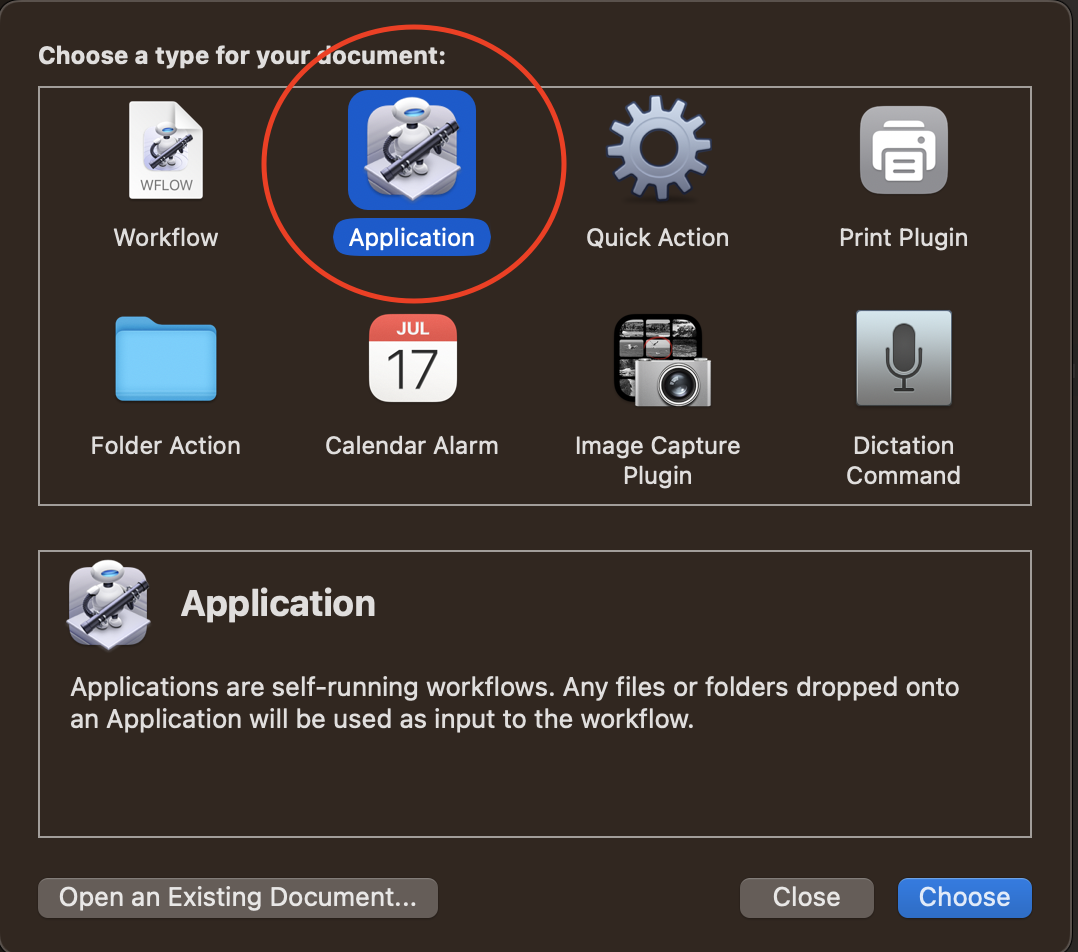 Choose a type for your document:
WFLOW
Workflow
Application
Quick Action
Print Plugin
JUL
17
Folder Action
Calendar Alarm
Image Capture
Plugin
Dictation
Command
Application
Applications are self-running workflows. Any files or folders dropped onto
an Application will be used as input to the workflow.
Open an Existing Document...
Close
Choose